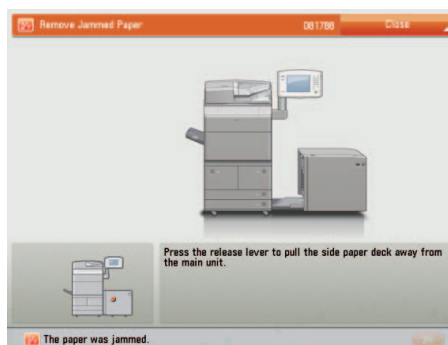 Remove Jammed Paper
081788
Close
Press the release lever to pull the side paper deck away from
the main unit.
The paper was jammed.